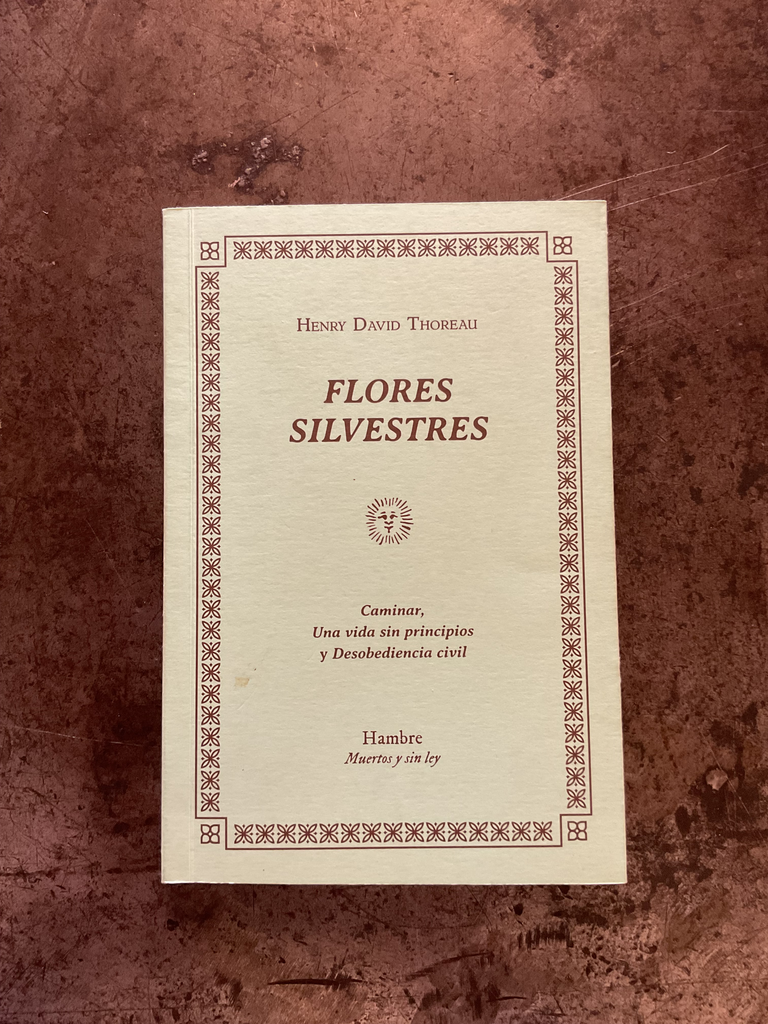 Henry David Thoreau
FLORES
SILVESTRES
Caminar,
Una vida sin principios
y Desobediencia civil
Hambre
Muertos y sin ley